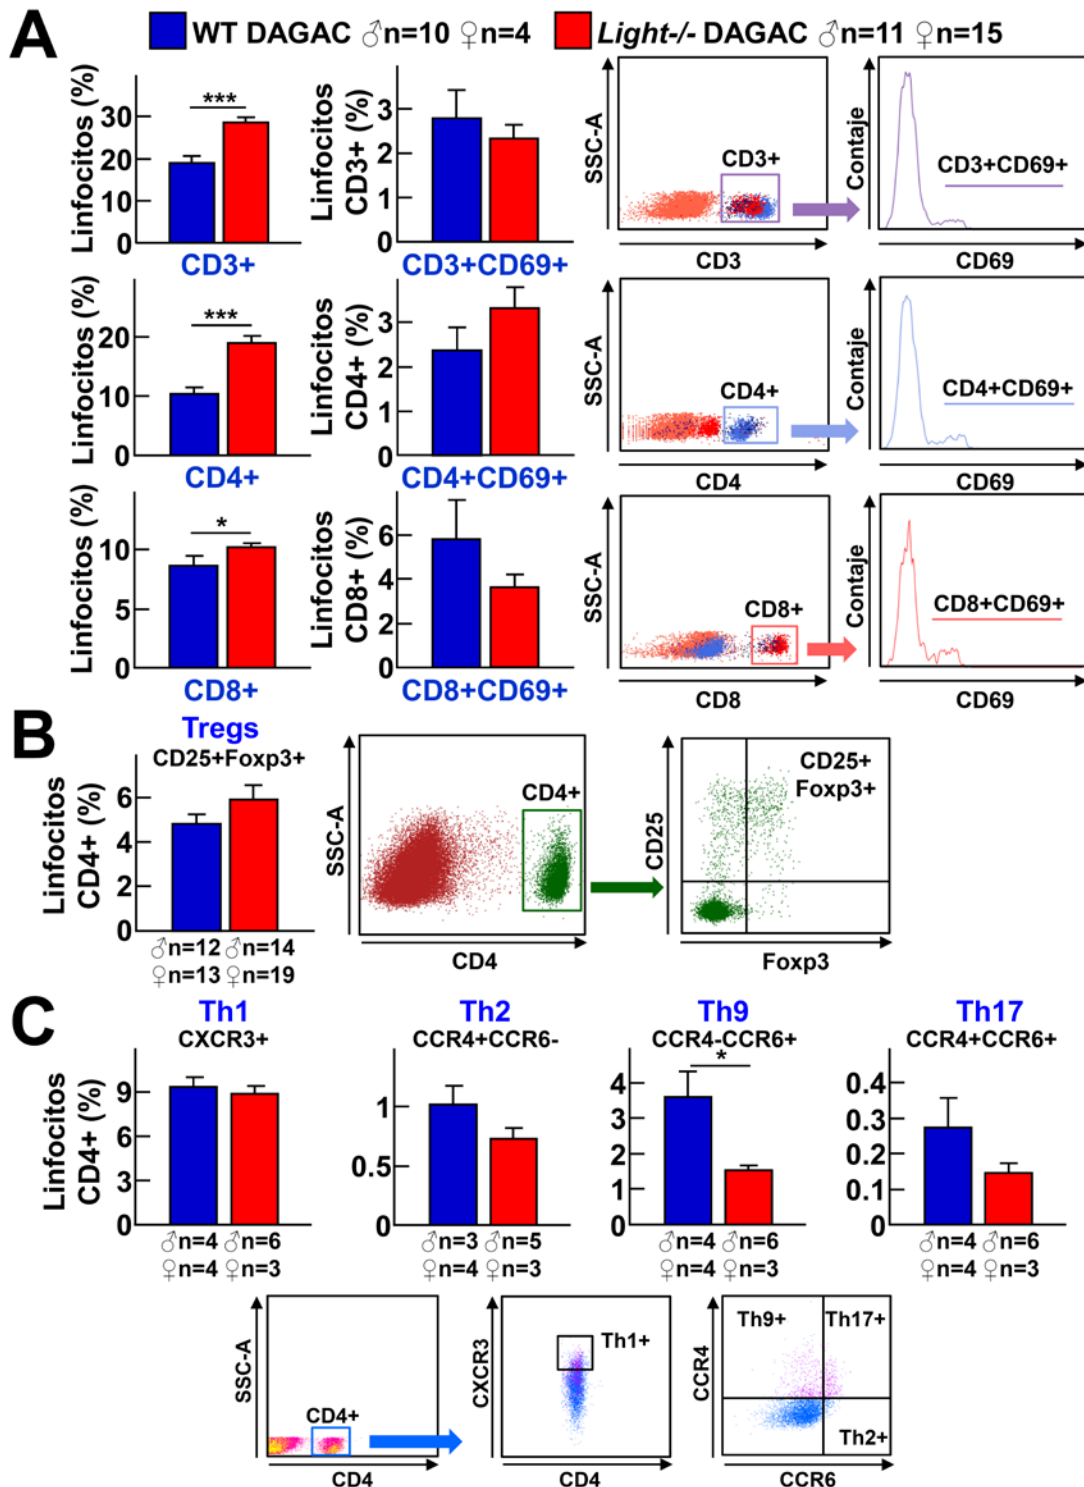 A
WT DAGAC ♂n=10 ♀n=4
Light-/- DAGAC ♂n=11 ♀n=15
Linfocitos (%)
30
20
10
0
***
CD3+
Linfocitos
CD3+ (%)
3
2
1
0
CD3+CD69+
SSC-A
CD3+
CD3
Contaje
CD3+CD69+
CD69
Linfocitos (%)
20
10
0
***
CD4+
Linfocitos
CD4+ (%)
3
2
1
0
CD4+CD69+
SSC-A
CD4+
CD4
Contaje
CD4+CD69+
CD69
Linfocitos (%)
10
5
0
*
CD8+
Linfocitos
CD8+ (%)
6
4
2
0
CD8+CD69+
SSC-A
CD8+
CD8
Contaje
CD8+CD69+
CD69
B
Tregs
CD25+Foxp3+
Linfocitos
CD4+ (%)
6
4
2
0
♂n=12 ♂n=14
♀n=13 ♀n=19
SSC-A
CD4+
CD4
CD25
CD25+
Foxp3+
Foxp3
C
Th1
CXCR3+
Linfocitos
CD4+ (%)
9
6
3
0
♂n=4 ♂n=6
♀n=4 ♀n=3
Th2
CCR4+CCR6-
1
0.5
0
♂n=3 ♂n=5
♀n=4 ♀n=3
Th9
CCR4-CCR6+
*
4
3
2
1
0
♂n=4 ♂n=6
♀n=4 ♀n=3
Th17
CCR4+CCR6+
0.4
0.3
0.2
0.1
0
♂n=4 ♂n=6
♀n=4 ♀n=3
SSC-A
CD4+
CD4
CXCR3
Th1+
CD4
CCR4
Th9+
Th17+
Th2+
CCR6